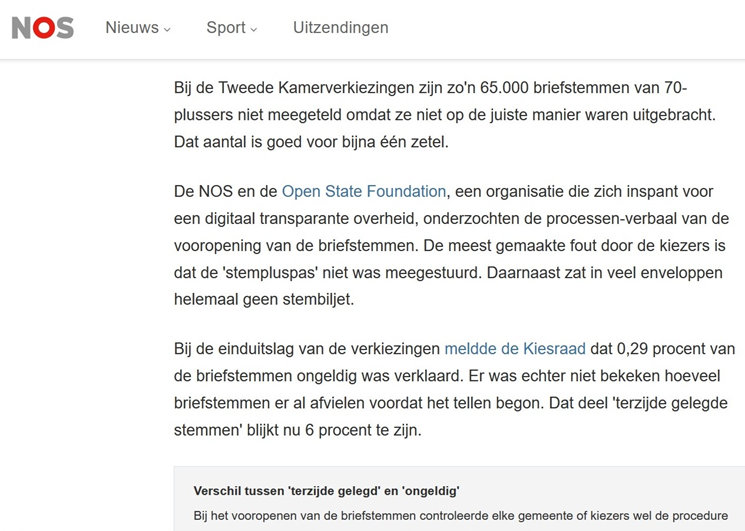 NOS Nieuws Sport Uitzendingen
Bij de Tweede Kamerverkiezingen zijn zo'n 65.000 briefstemmen van 70-
plussers niet meegeteld omdat ze niet op de juiste manier waren uitgebracht.
Dat aantal is goed voor bijna één zetel.
De NOS en de Open State Foundation, een organisatie die zich inspant voor
een digitaal transparante overheid, onderzochten de processen-verbaal van de
vooropening van de briefstemmen. De meest gemaakte fout door de kiezers is
dat de 'stempluspas' niet was meegestuurd. Daarnaast zat in veel enveloppen
helemaal geen stembiljet.
Bij de einduitslag van de verkiezingen meldde de Kiesraad dat 0,29 procent van
de briefstemmen ongeldig was verklaard. Er was echter niet bekeken hoeveel
briefstemmen er al afvielen voordat het tellen begon. Dat deel 'terzijde gelegde
stemmen' blijkt nu 6 procent te zijn.
Verschil tussen 'terzijde gelegd' en 'ongeldig'
Bij het vooropenen van de briefstemmen controleerde elke gemeente of kiezers wel de procedure